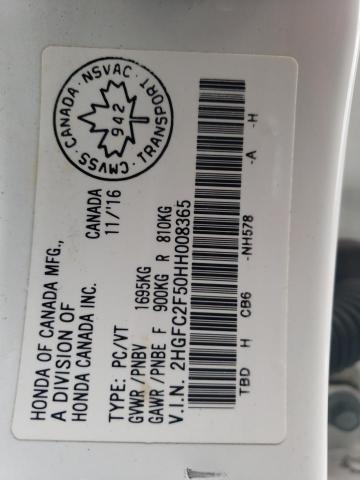 HONDA OF CANADA MFG.,
A DIVISION OF
HONDA CANADA INC.
CANADA
11/'16
CANADA · NSVAC · TRANSPORT · CMVSS ·
942
TYPE: PC/VT
GVWR/PNBV 1695KG
GAWR/PNBE F 900KG R 810KG
V.I.N. 2HGFC2F50HH008365
TBD H CB6 -NH578 -A -H